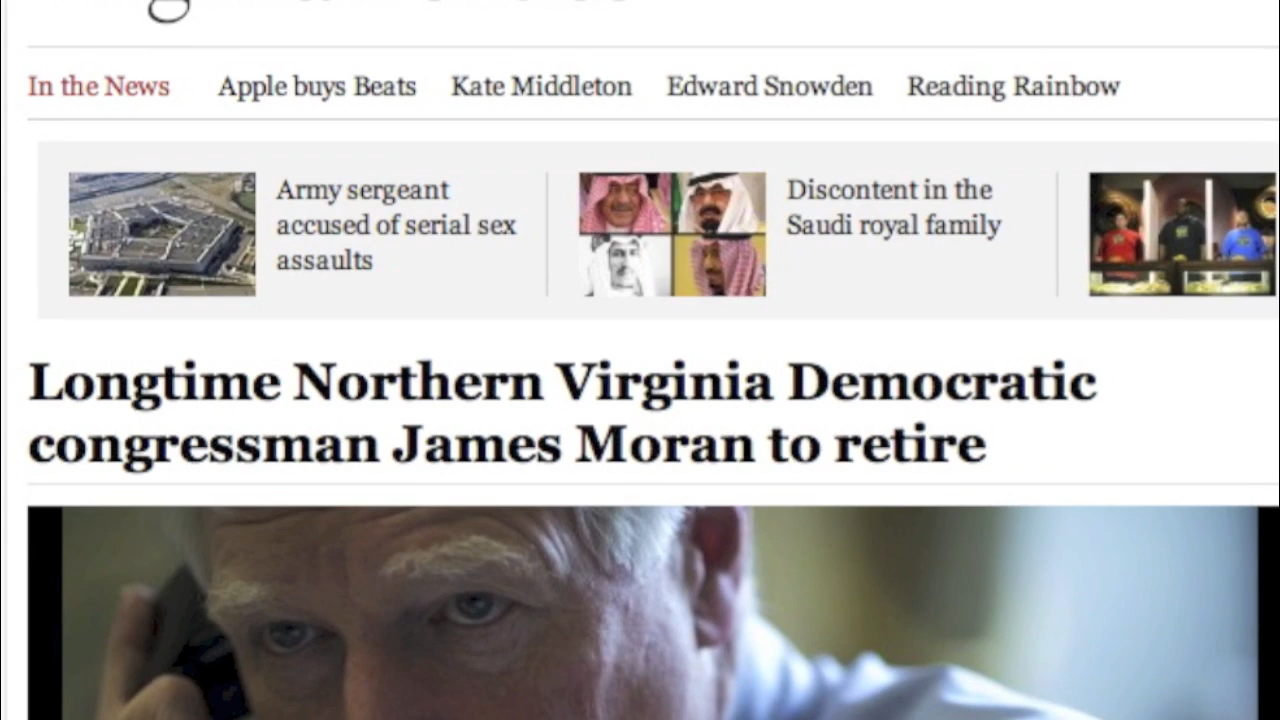 In the News Apple buys Beats Kate Middleton Edward Snowden Reading Rainbow
Army sergeant
accused of serial sex
assaults
Discontent in the
Saudi royal family
Longtime Northern Virginia Democratic
congressman James Moran to retire